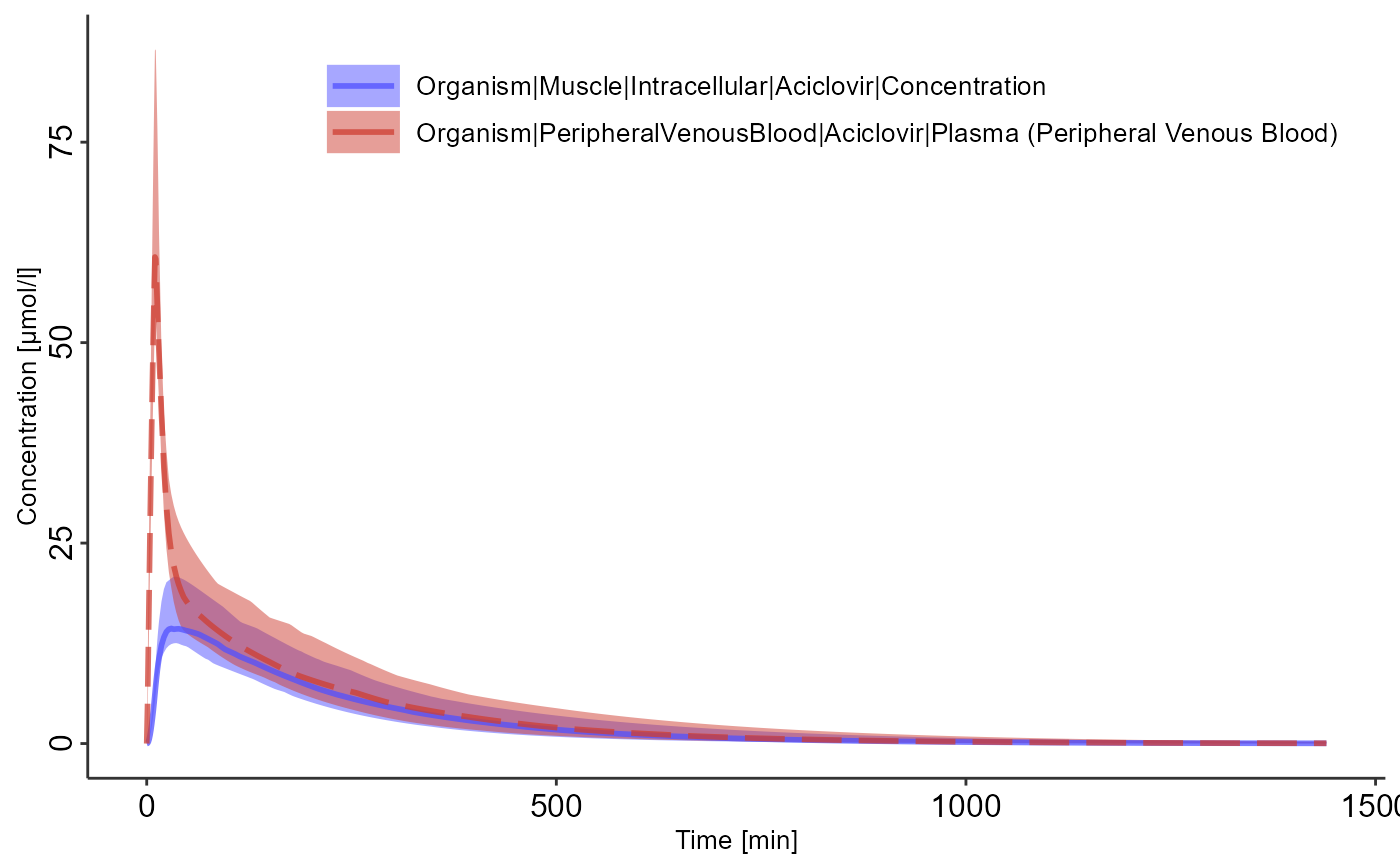 Organism|Muscle|Intracellular|Aciclovir|Concentration
Organism|PeripheralVenousBlood|Aciclovir|Plasma (Peripheral Venous Blood)
75
50
25
0
Concentration [µmol/l]
0
500
1000
1500
Time [min]